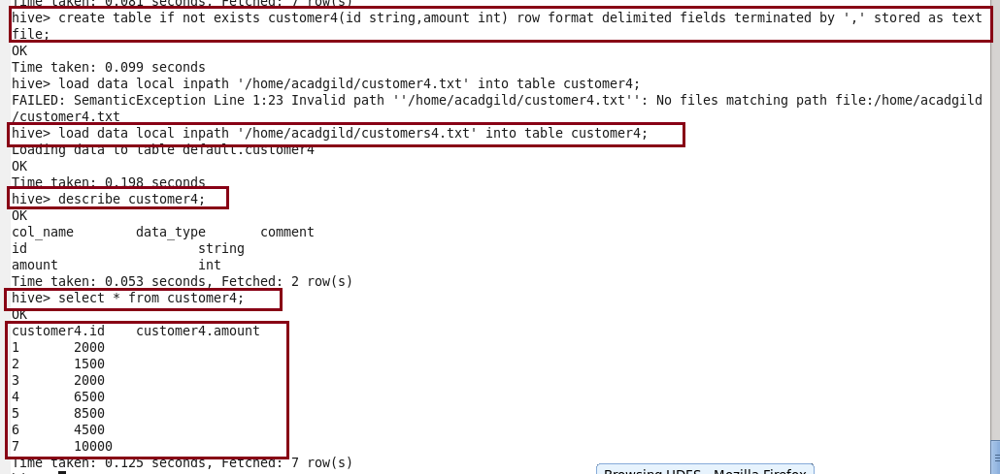 Time taken: 0.081 seconds, Fetched: 7 row(s)
hive> create table if not exists customer4(id string,amount int) row format delimited fields terminated by ',' stored as text
file;
OK
Time taken: 0.099 seconds
hive> load data local inpath '/home/acadgild/customer4.txt' into table customer4;
FAILED: SemanticException Line 1:23 Invalid path ''/home/acadgild/customer4.txt'': No files matching path file:/home/acadgild
/customer4.txt
hive> load data local inpath '/home/acadgild/customers4.txt' into table customer4;
Loading data to table default.customer4
OK
Time taken: 0.198 seconds
hive> describe customer4;
OK
col_name        data_type       comment
id                      string
amount                  int
Time taken: 0.053 seconds, Fetched: 2 row(s)
hive> select * from customer4;
OK
customer4.id    customer4.amount
1       2000
2       1500
3       2000
4       6500
5       8500
6       4500
7       10000
Time taken: 0.125 seconds, Fetched: 7 row(s)
Browsing HDFS - Mozilla Firefox